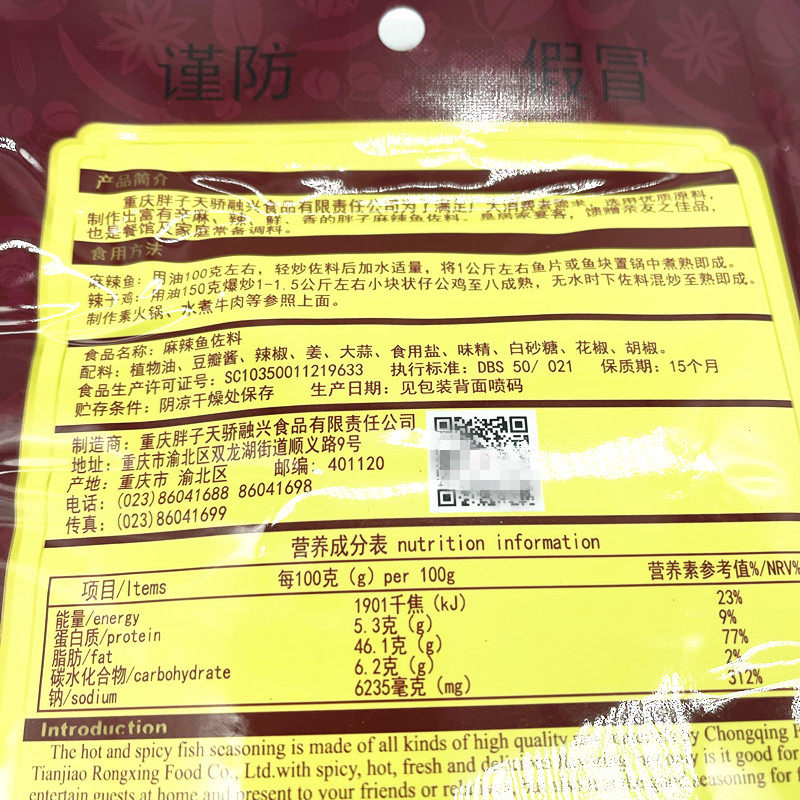 谨防 假冒
产品简介
重庆胖子天骄融兴食品有限责任公司为了满足广大消费者需求，选用优质原料，
制作出富有辛麻、辣、鲜、香的胖子麻辣鱼佐料。是居家宴客，馈赠亲友之佳品，
也是餐馆及家庭常备调料。
食用方法
麻辣鱼：用油100克左右，轻炒佐料后加水适量，将1公斤左右鱼片或鱼块置锅中煮熟即成。
辣子鸡：用油150克爆炒1-1.5公斤左右小块状仔公鸡至八成熟，无水时下佐料混炒至熟即成。
制作素火锅、水煮牛肉等参照上面。
食品名称：麻辣鱼佐料
配料：植物油、豆瓣酱、辣椒、姜、大蒜、食用盐、味精、白砂糖、花椒、胡椒。
食品生产许可证号：SC10350011219633 执行标准：DBS 50/ 021 保质期：15个月
贮存条件：阴凉干燥处保存 生产日期：见包装背面喷码
制造商：重庆胖子天骄融兴食品有限责任公司
地址：重庆市渝北区双龙湖街道顺义路9号
产地：重庆市 渝北区 邮编：401120
电话：(023)86041688 86041698
传真：(023)86041699
营养成分表 nutrition information
项目/Items 每100克（g）per 100g 营养素参考值%/NRV%
能量/energy 1901千焦（kJ） 23%
蛋白质/protein 5.3克（g） 9%
脂肪/fat 46.1克（g） 77%
碳水化合物/carbohydrate 6.2克（g） 2%
钠/sodium 6235毫克（mg） 312%
Introduction
The hot and spicy fish seasoning is made of all kinds of high quality by Chongqing
Tianjiao Rongxing Food Co., Ltd.with spicy, hot, fresh and is it good for
entertain guests at home and present to your friends or seasoning for